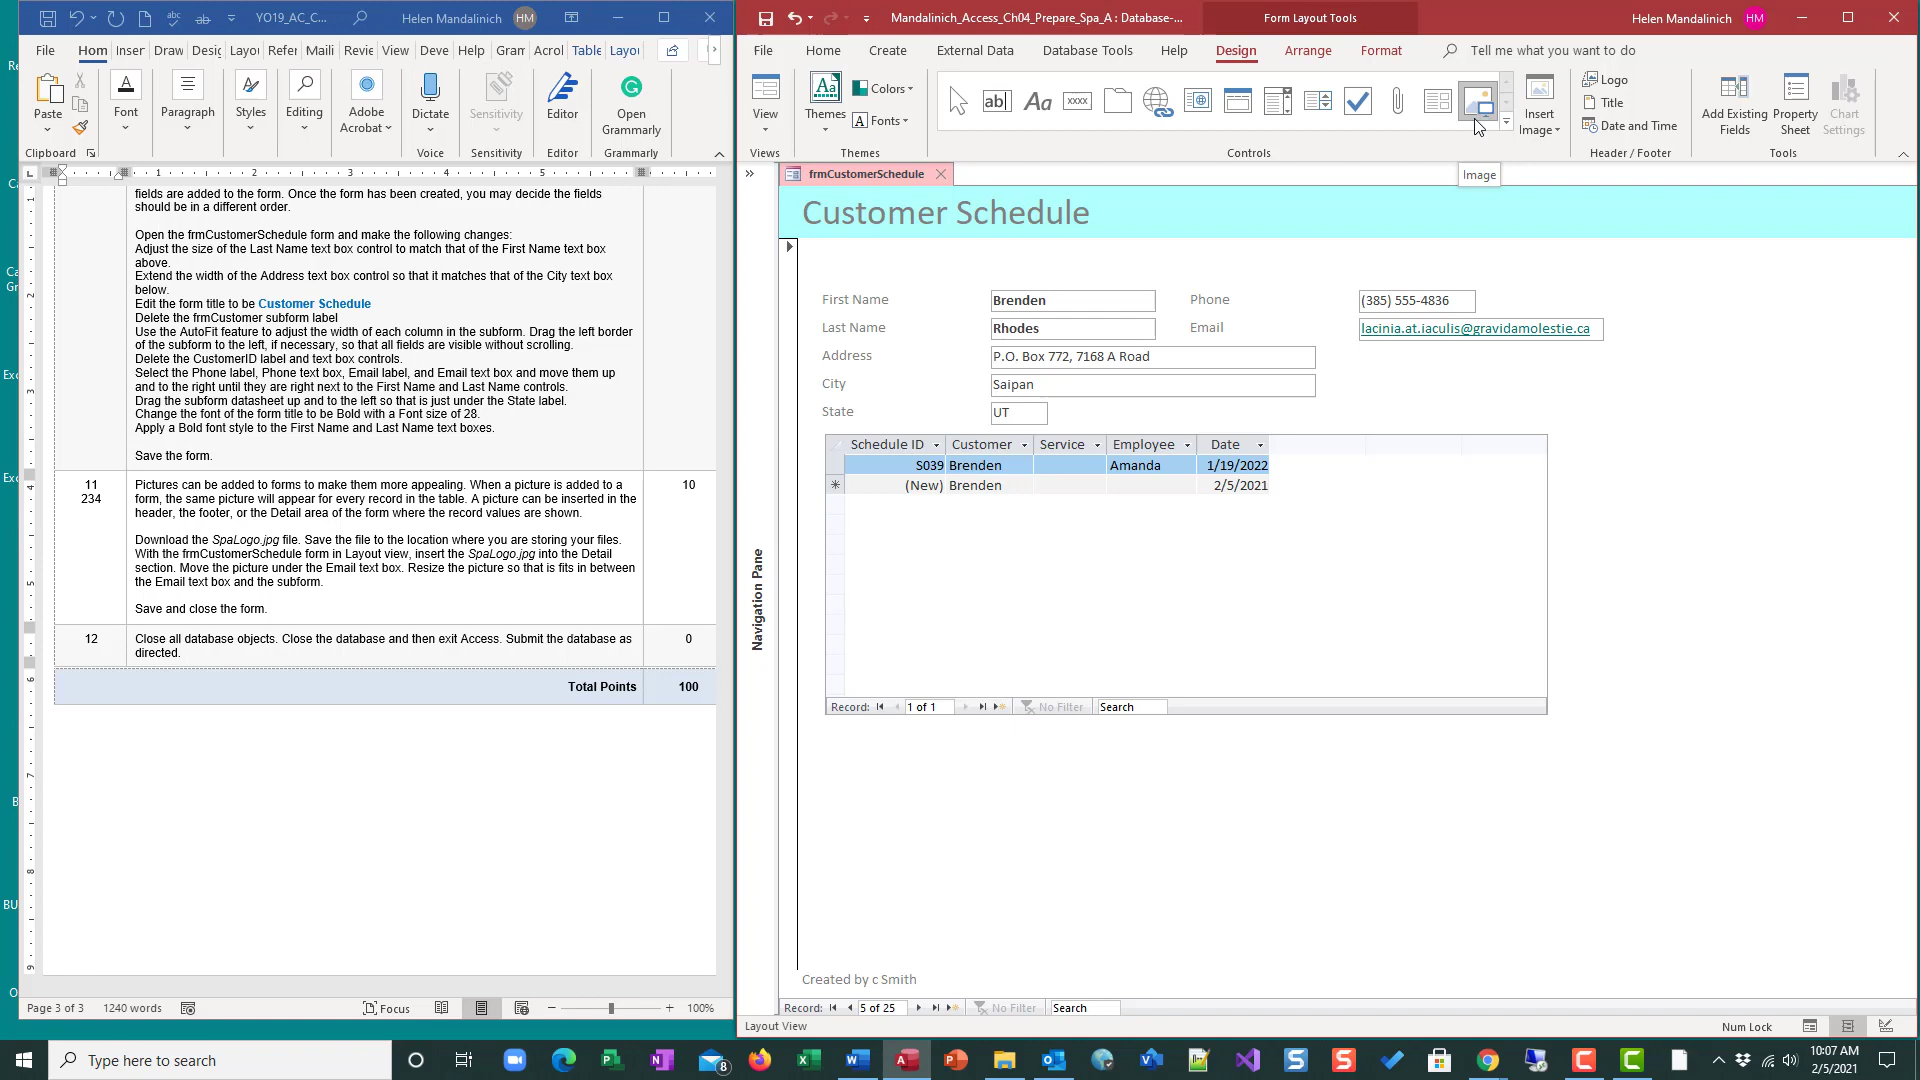 YO19_AC_C...
Helen Mandalinich
HM
File
Hom
Inser
Draw
Desig
Layou
Refer
Maili
Revie
View
Deve
Help
Gran
Acrol
Table
Layou
Paste
Font
Paragraph
Styles
Editing
Adobe
Acrobat
Dictate
Sensitivity
Editor
Open
Grammarly
Clipboard
Voice
Sensitivity
Editor
Grammarly
fields are added to the form. Once the form has been created, you may decide the fields
should be in a different order.
Open the frmCustomerSchedule form and make the following changes:
Adjust the size of the Last Name text box control to match that of the First Name text box
above.
Extend the width of the Address text box control so that it matches that of the City text box
below.
Edit the form title to be Customer Schedule
Delete the frmCustomer subform label
Use the AutoFit feature to adjust the width of each column in the subform. Drag the left border
of the subform to the left, if necessary, so that all fields are visible without scrolling.
Delete the CustomerID label and text box controls.
Select the Phone label, Phone text box, Email label, and Email text box and move them up
and to the right until they are right next to the First Name and Last Name controls.
Drag the subform datasheet up and to the left so that is just under the State label.
Change the font of the form title to be Bold with a Font size of 28.
Apply a Bold font style to the First Name and Last Name text boxes.
Save the form.
11
234
Pictures can be added to forms to make them more appealing. When a picture is added to a
form, the same picture will appear for every record in the table. A picture can be inserted in the
header, the footer, or the Detail area of the form where the record values are shown.
10
Download the SpaLogo.jpg file. Save the file to the location where you are storing your files.
With the frmCustomerSchedule form in Layout view, insert the SpaLogo.jpg into the Detail
section. Move the picture under the Email text box. Resize the picture so that is fits in between
the Email text box and the subform.
Save and close the form.
12
Close all database objects. Close the database and then exit Access. Submit the database as
directed.
0
Total Points
100
Page 3 of 3
1240 words
Focus
100%
Mandalinich_Access_Ch04_Prepare_Spa_A : Database-...
Form Layout Tools
Helen Mandalinich
HM
File
Home
Create
External Data
Database Tools
Help
Design
Arrange
Format
Tell me what you want to do
View
Themes
Colors
Fonts
ab|
Aa
xxxx
Insert
Image
Logo
Title
Date and Time
Add Existing
Fields
Property
Sheet
Chart
Settings
Views
Themes
Controls
Header / Footer
Tools
Image
frmCustomerSchedule
Navigation Pane
Customer Schedule
First Name Brenden Phone (385) 555-4836
Last Name Rhodes Email lacinia.at.iaculis@gravidamolestie.ca
Address P.O. Box 772, 7168 A Road
City Saipan
State UT
Schedule ID Customer Service Employee Date
S039 Brenden Amanda 1/19/2022
(New) Brenden 2/5/2021
Record: 1 of 1 No Filter Search
Created by c Smith
Record: 5 of 25 No Filter Search
Layout View
Num Lock
Type here to search
8
10:07 AM
2/5/2021